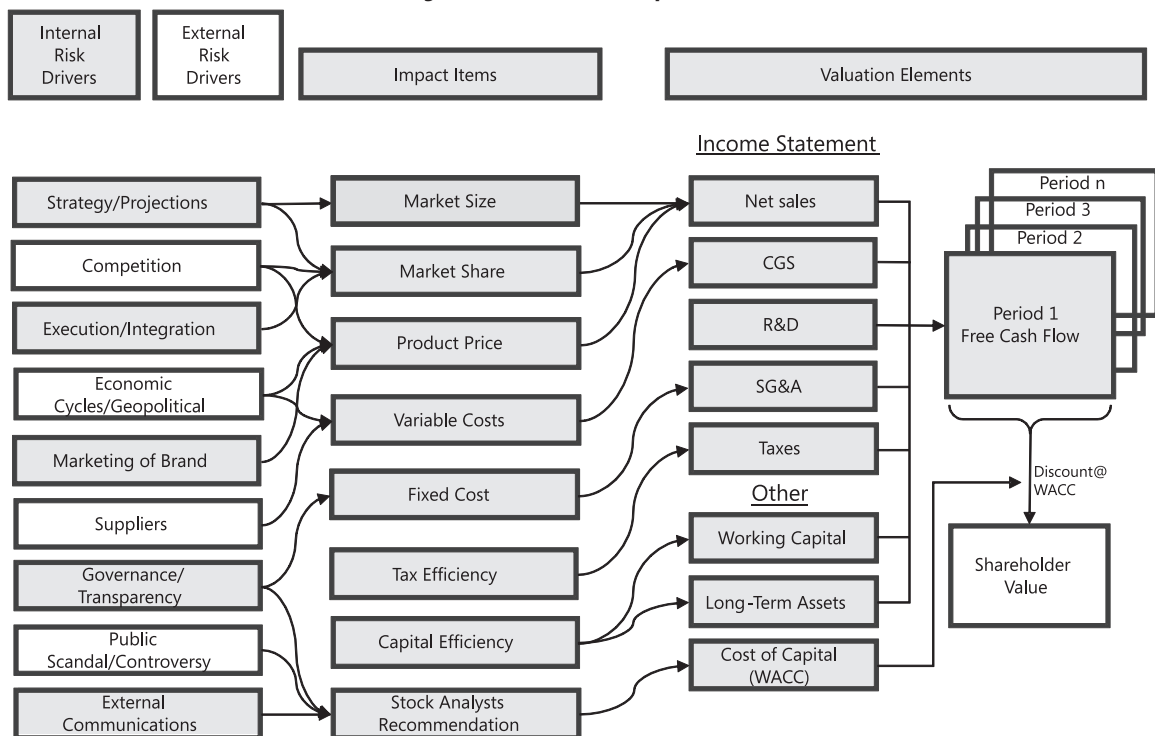 Internal
Risk
Drivers
External
Risk
Drivers
Impact Items
Valuation Elements
Strategy/Projections
Competition
Execution/Integration
Economic
Cycles/Geopolitical
Marketing of Brand
Suppliers
Governance/
Transparency
Public
Scandal/Controversy
External
Communications
Market Size
Market Share
Product Price
Variable Costs
Fixed Cost
Tax Efficiency
Capital Efficiency
Stock Analysts
Recommendation
Income Statement
Net sales
CGS
R&D
SG&A
Taxes
Other
Working Capital
Long-Term Assets
Cost of Capital
(WACC)
Period n
Period 3
Period 2
Period 1
Free Cash Flow
Discount@
WACC
Shareholder
Value